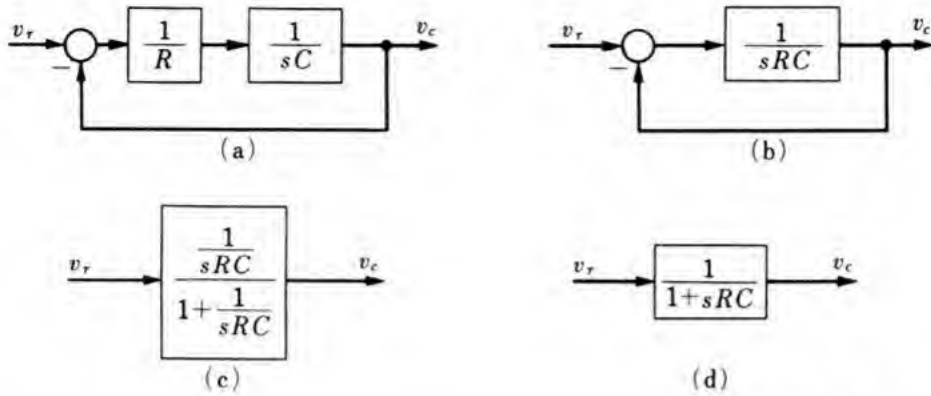 v_r − 1/R 1/sC v_c
(a)
v_r − 1/sRC v_c
(b)
v_r (1/sRC)/(1+1/sRC) v_c
(c)
v_r 1/(1+sRC) v_c
(d)